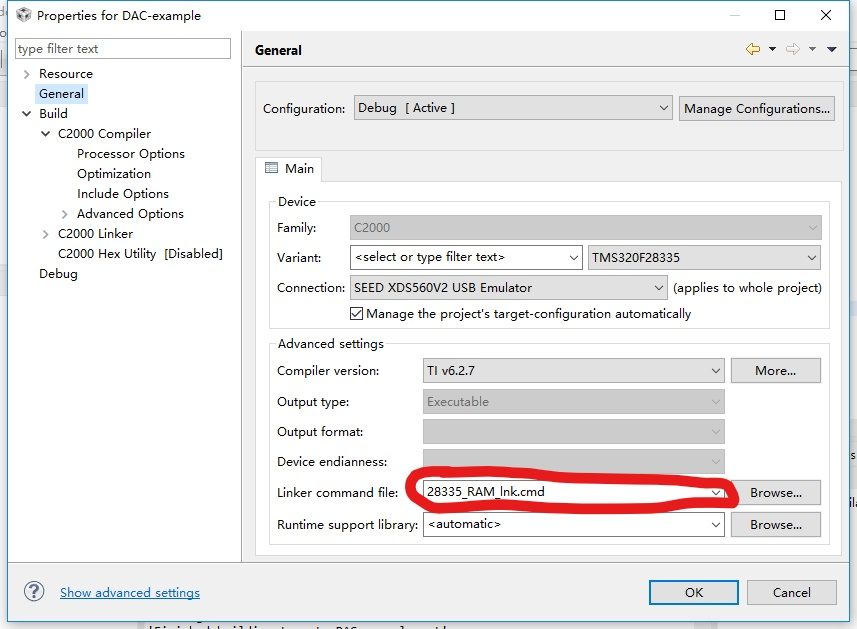 Properties for DAC-example
type filter text
Resource
General
Build
C2000 Compiler
Processor Options
Optimization
Include Options
Advanced Options
C2000 Linker
C2000 Hex Utility [Disabled]
Debug
General
Configuration: Debug [ Active ] Manage Configurations...
Main
Device
Family: C2000
Variant: <select or type filter text> TMS320F28335
Connection: SEED XDS560V2 USB Emulator (applies to whole project)
Manage the project's target-configuration automatically
Advanced settings
Compiler version: TI v6.2.7 More...
Output type: Executable
Output format:
Device endianness:
Linker command file: 28335_RAM_lnk.cmd Browse...
Runtime support library: <automatic> Browse...
? Show advanced settings OK Cancel